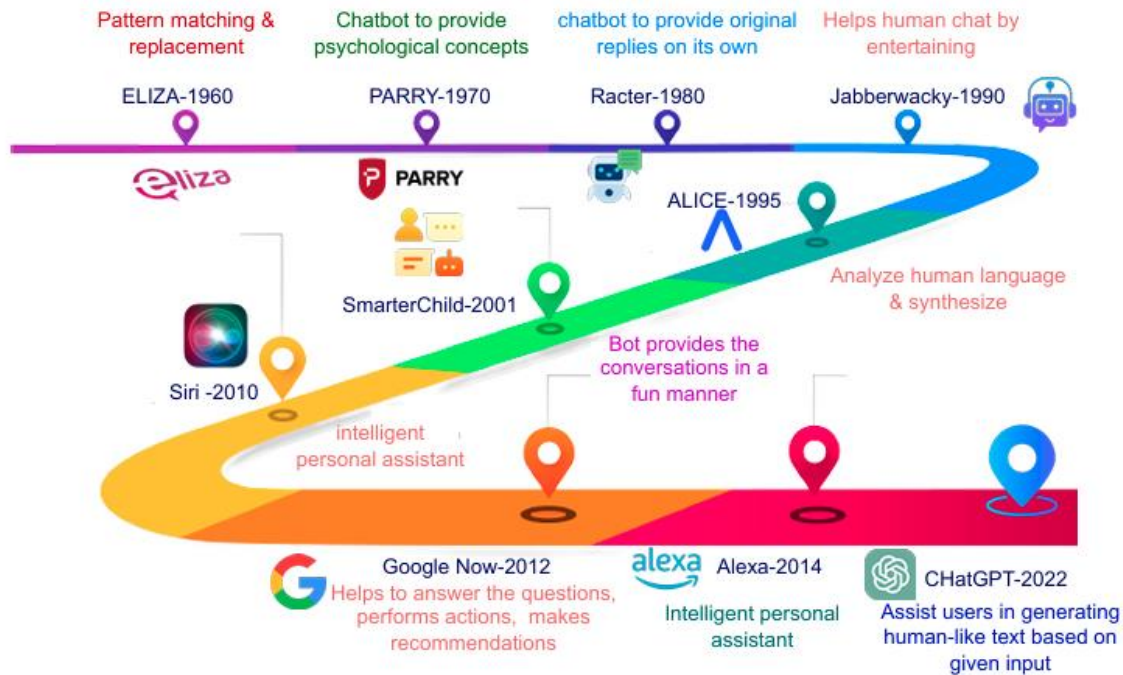 Pattern matching &
replacement
Chatbot to provide
psychological concepts
chatbot to provide original
replies on its own
Helps human chat by
entertaining
ELIZA-1960
PARRY-1970
Racter-1980
Jabberwacky-1990
eliza
P PARRY
ALICE-1995
Analyze human language
& synthesize
SmarterChild-2001
Bot provides the
conversations in a
fun manner
Siri -2010
intelligent
personal assistant
Google Now-2012
Helps to answer the questions,
performs actions, makes
recommendations
alexa
Alexa-2014
Intelligent personal
assistant
CHatGPT-2022
Assist users in generating
human-like text based on
given input